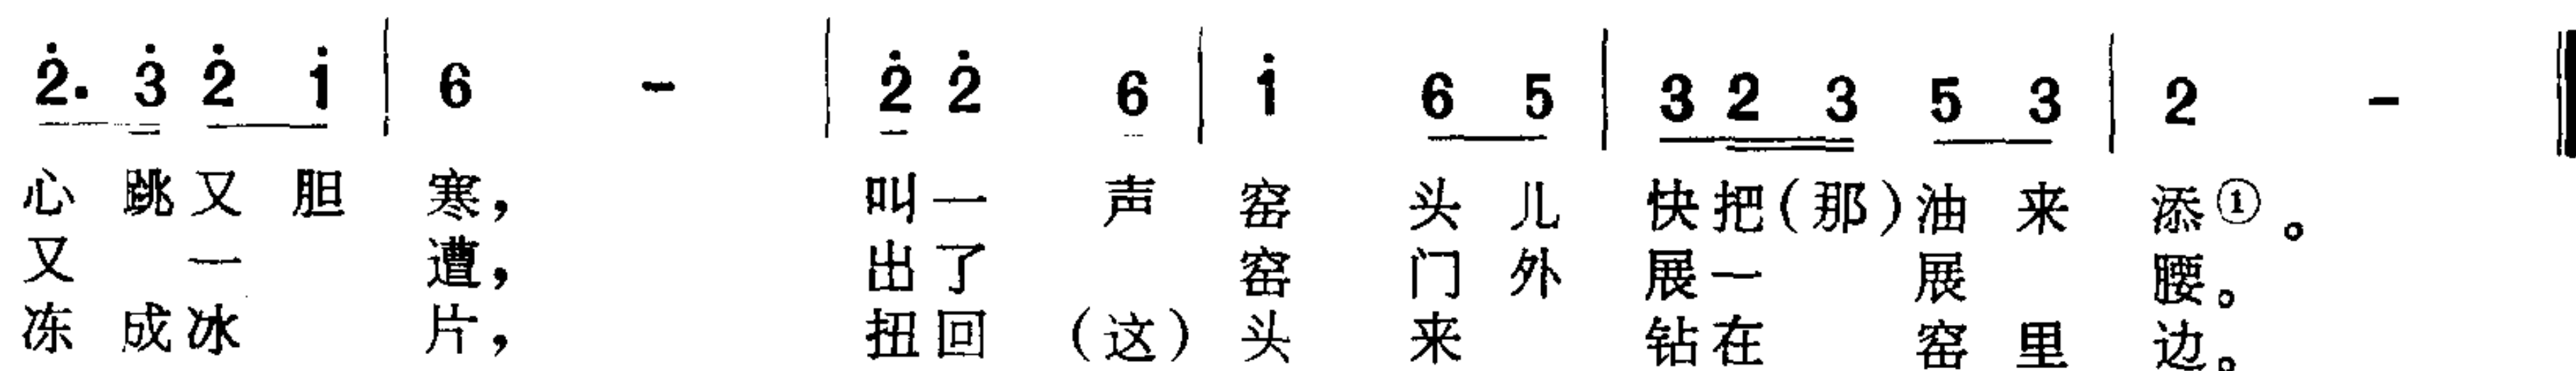 2̇. 3̇ 2̇ 1̇ | 6 - | 2̇ 2̇ 6 | 1̇ 6 5 | 3 2 3 5 3 | 2 - ‖
心 跳 又 胆 寒， 叫 一 声 窑 头 儿 快 把（那）油 来 添①。
又 一 遭， 出 了 窑 门 外 展 一 展 腰。
冻 成 冰 片， 扭 回（这）头 来 钻 在 窑 里 边。